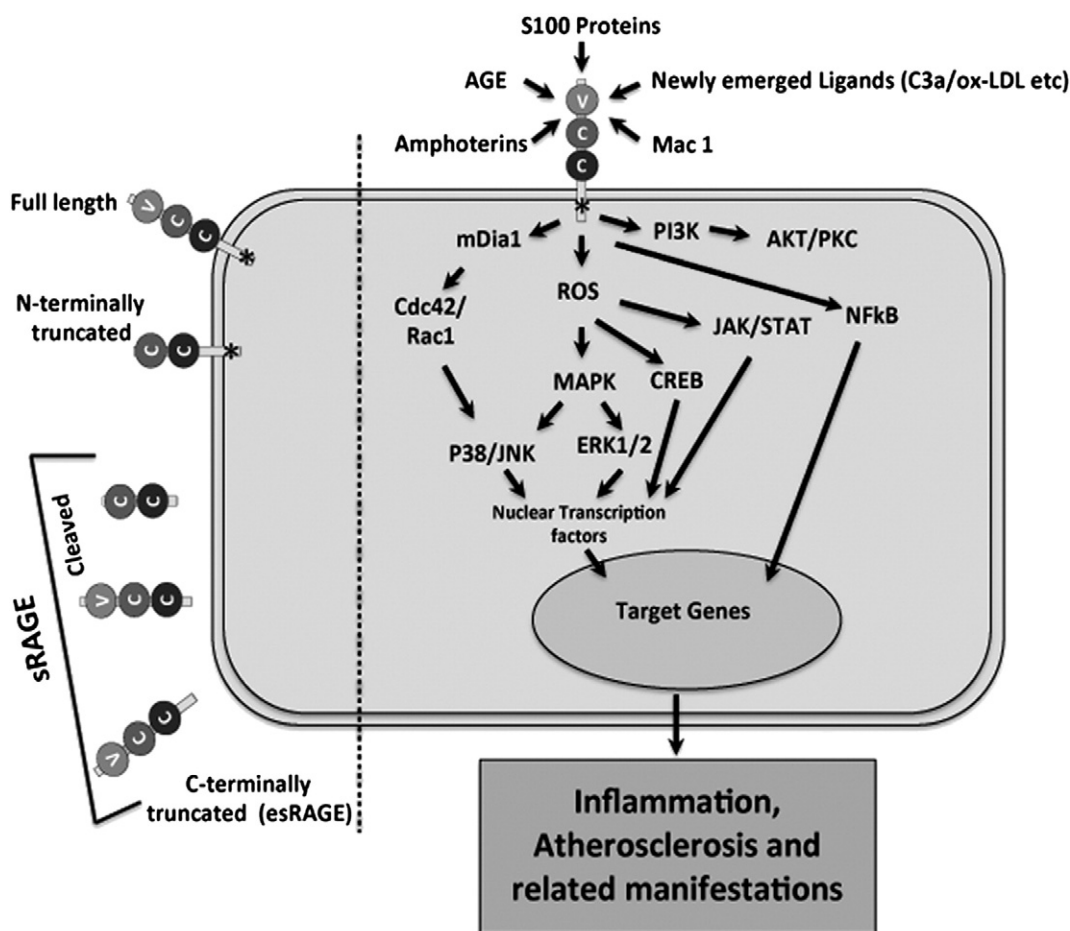 S100 Proteins
AGE
Newly emerged Ligands (C3a/ox-LDL etc)
V
Amphoterins
C
Mac 1
C
Full length
V
C
C
*
*
mDia1
PI3K
AKT/PKC
N-terminally
truncated
C
C
*
Cdc42/
Rac1
ROS
JAK/STAT
NFkB
MAPK
CREB
P38/JNK
ERK1/2
Nuclear Transcription
factors
Target Genes
sRAGE
Cleaved
C
C
V
C
C
V
C
C
C-terminally
truncated (esRAGE)
Inflammation,
Atherosclerosis and
related manifestations